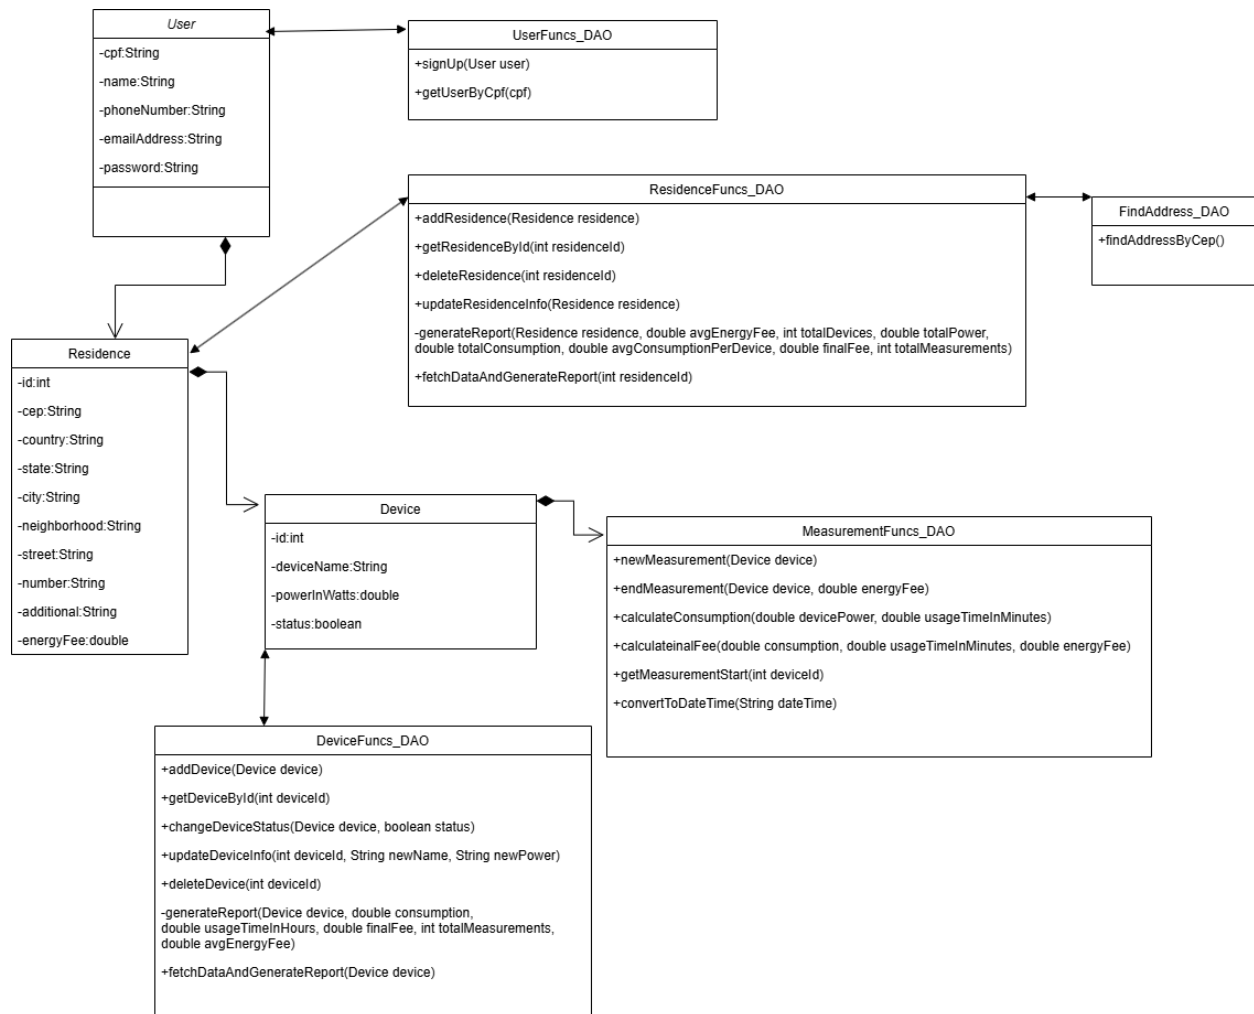 User
-cpf:String
-name:String
-phoneNumber:String
-emailAddress:String
-password:String
UserFuncs_DAO
+signUp(User user)
+getUserByCpf(cpf)
ResidenceFuncs_DAO
+addResidence(Residence residence)
+getResidenceById(int residenceId)
+deleteResidence(int residenceId)
+updateResidenceInfo(Residence residence)
-generateReport(Residence residence, double avgEnergyFee, int totalDevices, double totalPower,
double totalConsumption, double avgConsumptionPerDevice, double finalFee, int totalMeasurements)
+fetchDataAndGenerateReport(int residenceId)
FindAddress_DAO
+findAddressByCep()
Residence
-id:int
-cep:String
-country:String
-state:String
-city:String
-neighborhood:String
-street:String
-number:String
-additional:String
-energyFee:double
Device
-id:int
-deviceName:String
-powerInWatts:double
-status:boolean
MeasurementFuncs_DAO
+newMeasurement(Device device)
+endMeasurement(Device device, double energyFee)
+calculateConsumption(double devicePower, double usageTimeInMinutes)
+calculateinalFee(double consumption, double usageTimeInMinutes, double energyFee)
+getMeasurementStart(int deviceId)
+convertToDateTime(String dateTime)
DeviceFuncs_DAO
+addDevice(Device device)
+getDeviceById(int deviceId)
+changeDeviceStatus(Device device, boolean status)
+updateDeviceInfo(int deviceId, String newName, String newPower)
+deleteDevice(int deviceId)
-generateReport(Device device, double consumption,
double usageTimeInHours, double finalFee, int totalMeasurements,
double avgEnergyFee)
+fetchDataAndGenerateReport(Device device)